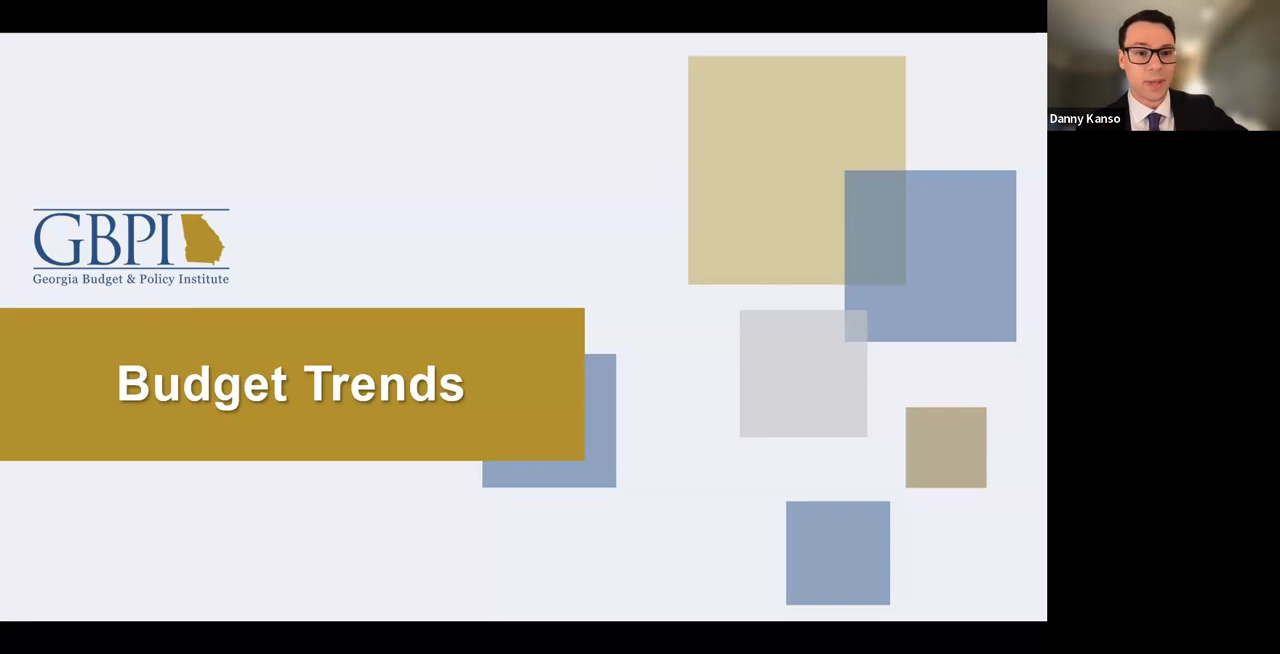 GBPI
Georgia Budget & Policy Institute
Budget Trends
Danny Kanso